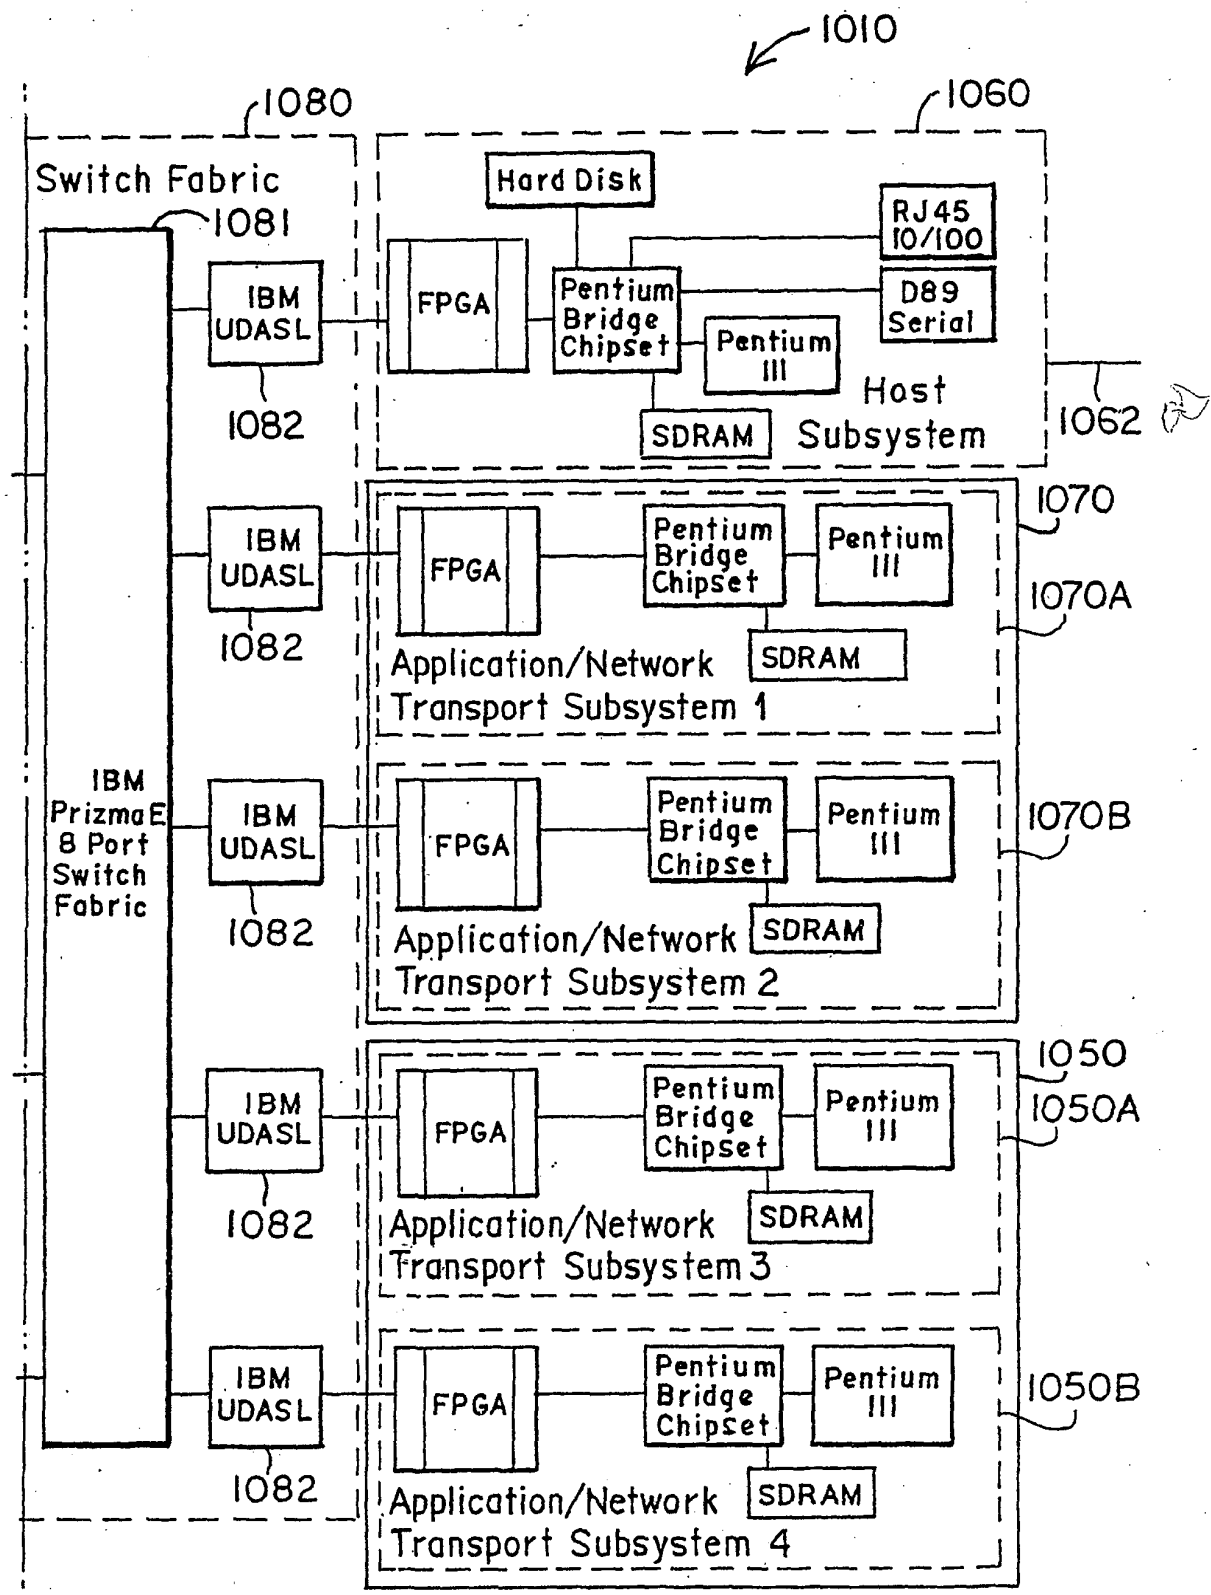 1010
1080
1060
Switch Fabric
1081
Hard Disk
RJ45
10/100
IBM
UDASL
FPGA
Pentium
Bridge
Chipset
D89
Serial
Pentium
III
Host
Subsystem
SDRAM
1082
1062
1070
IBM
UDASL
FPGA
Pentium
Bridge
Chipset
Pentium
III
1070A
1082
SDRAM
Application/Network
Transport Subsystem 1
IBM
PrizmaE
8 Port
Switch
Fabric
IBM
UDASL
FPGA
Pentium
Bridge
Chipset
Pentium
III
1070B
1082
SDRAM
Application/Network
Transport Subsystem 2
1050
IBM
UDASL
FPGA
Pentium
Bridge
Chipset
Pentium
III
1050A
1082
SDRAM
Application/Network
Transport Subsystem 3
IBM
UDASL
FPGA
Pentium
Bridge
Chipset
Pentium
III
1050B
1082
SDRAM
Application/Network
Transport Subsystem 4